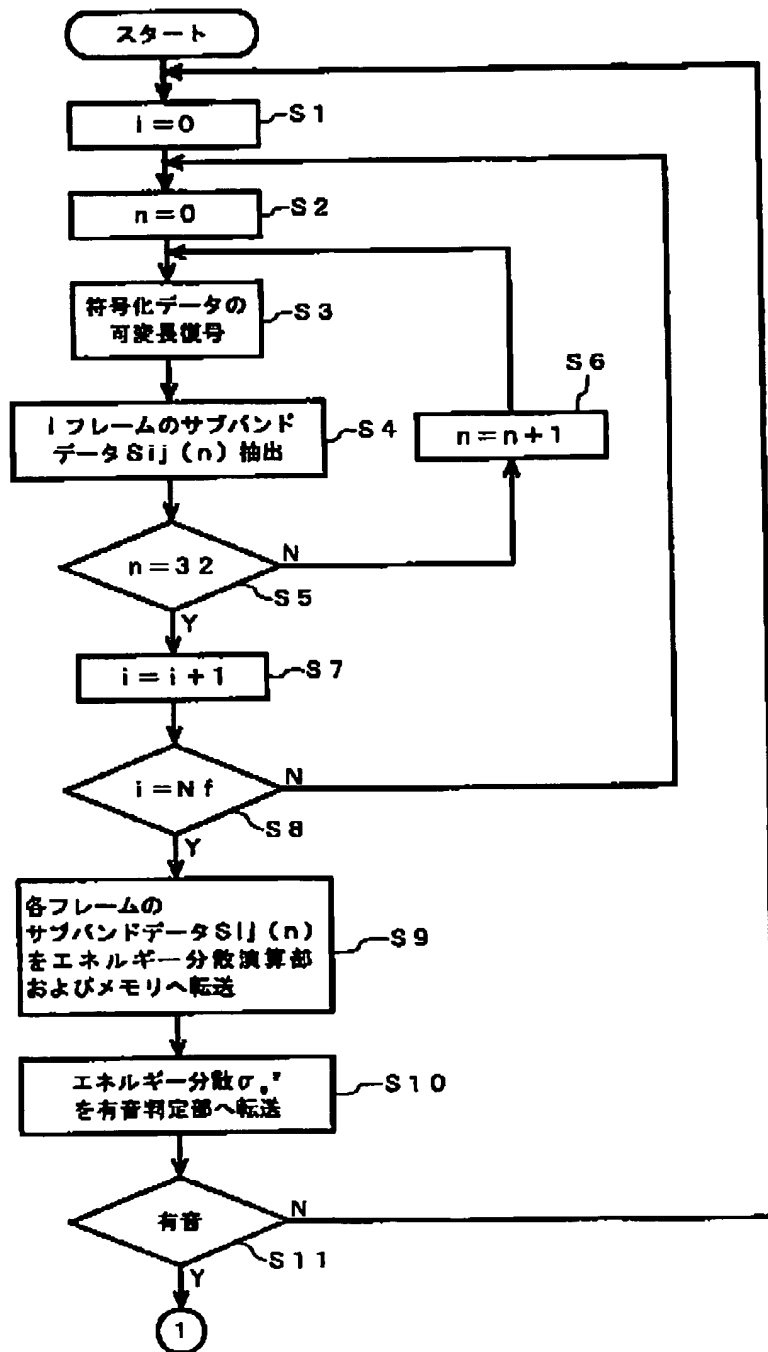 スタート
i=0
S1
n=0
S2
符号化データの
可変長復号
S3
iフレームのサブバンド
データSij(n)抽出
S4
n=n+1
S6
n=32
N
S5
Y
i=i+1
S7
i=Nf
N
S8
Y
各フレームの
サブバンドデータSij(n)
をエネルギー分散演算部
およびメモリへ転送
S9
エネルギー分散
を有音判定部へ転送
S10
有音
N
S11
Y
1